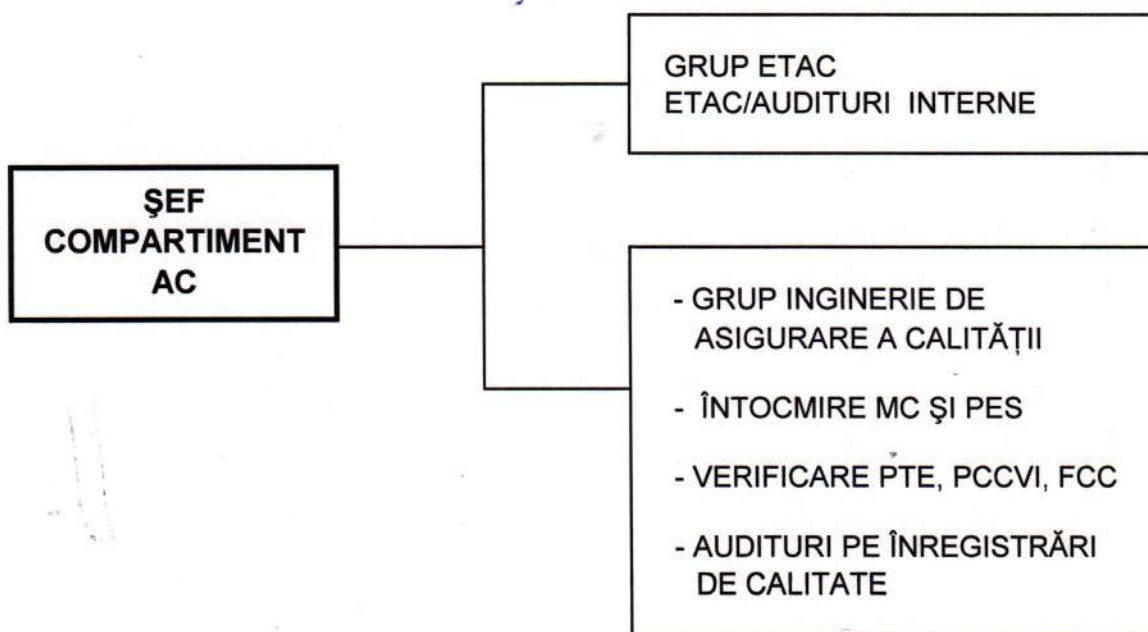 GRUP ETAC
ETAC/AUDITURI INTERNE
ŞEF
COMPARTIMENT
AC
- GRUP INGINERIE DE
ASIGURARE A CALITĂȚII
- ÎNTOCMIRE MC ŞI PES
- VERIFICARE PTE, PCCVI, FCC
- AUDITURI PE ÎNREGISTRĂRI
DE CALITATE